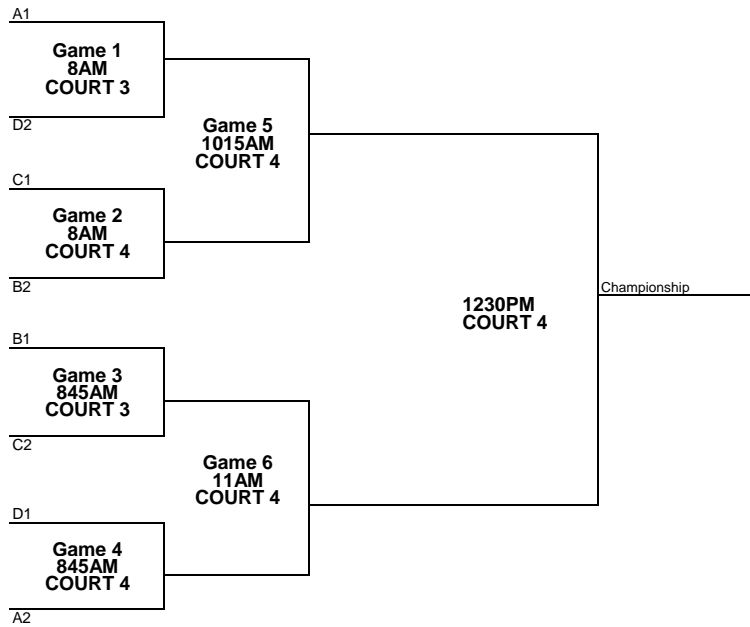 A1
Game 1
8AM
COURT 3
D2
Game 5
1015AM
COURT 4
C1
Game 2
8AM
COURT 4
B2
1230PM
COURT 4
Championship
B1
Game 3
845AM
COURT 3
C2
Game 6
11AM
COURT 4
D1
Game 4
845AM
COURT 4
A2